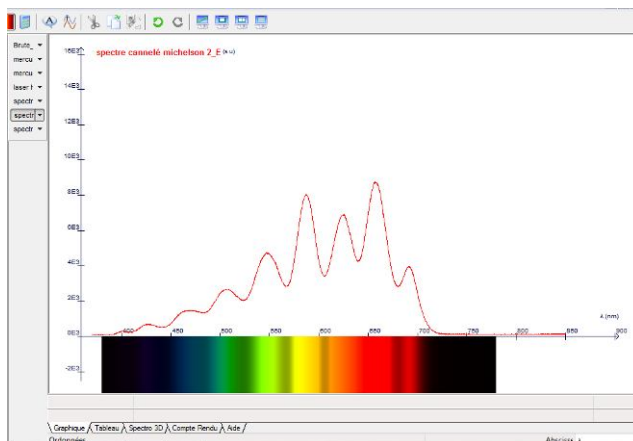 Brute_
mercu
mercu
laser h
spectr
spectr
spectr
spectre cannelé michelson 2_E (s.u)
16E3
14E3
12E3
10E3
8E3
6E3
4E3
2E3
0E3
-2E3
400 450 500 550 600 650 700 750 800 850 900
λ (nm)
Graphique Tableau Spectro 3D Compte Rendu Aide
Ordonnées Abscisse